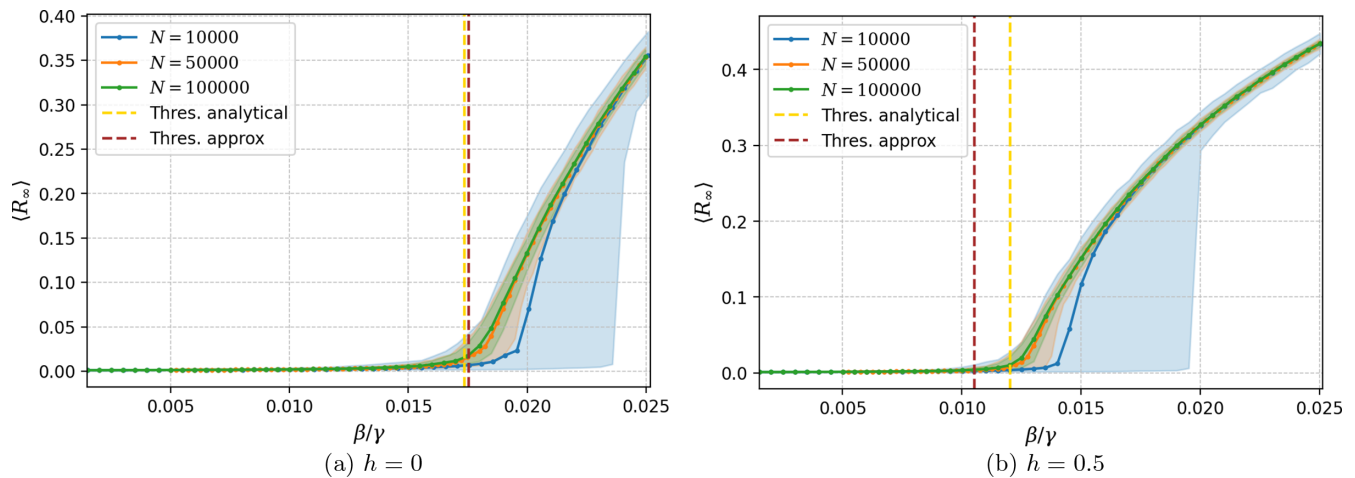 0.40
0.35
0.30
0.25
0.20
0.15
0.10
0.05
0.00
⟨R∞⟩
N = 10000
N = 50000
N = 100000
Thres. analytical
Thres. approx
0.005 0.010 0.015 0.020 0.025
β/γ
(a) h = 0
0.4
0.3
0.2
0.1
0.0
⟨R∞⟩
N = 10000
N = 50000
N = 100000
Thres. analytical
Thres. approx
0.005 0.010 0.015 0.020 0.025
β/γ
(b) h = 0.5